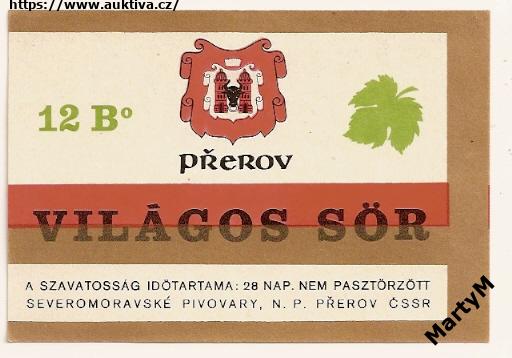 https://www.auktiva.cz/
12 B°
PŘEROV
VILÁGOS SÖR
A SZAVATOSSÁG IDŐTARTAMA: 28 NAP. NEM PASZTÖRZÖTT
SEVEROMORAVSKÉ PIVOVARY, N. P. PŘEROV ČSSR
MartyM